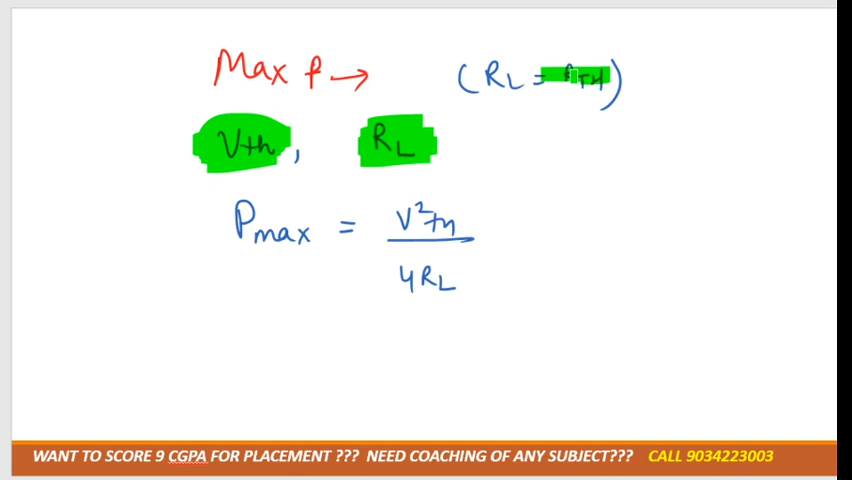 Max P → (RL = RTH)
Vth, RL
Pmax = V²th / 4RL
WANT TO SCORE 9 CGPA FOR PLACEMENT ??? NEED COACHING OF ANY SUBJECT??? CALL 9034223003